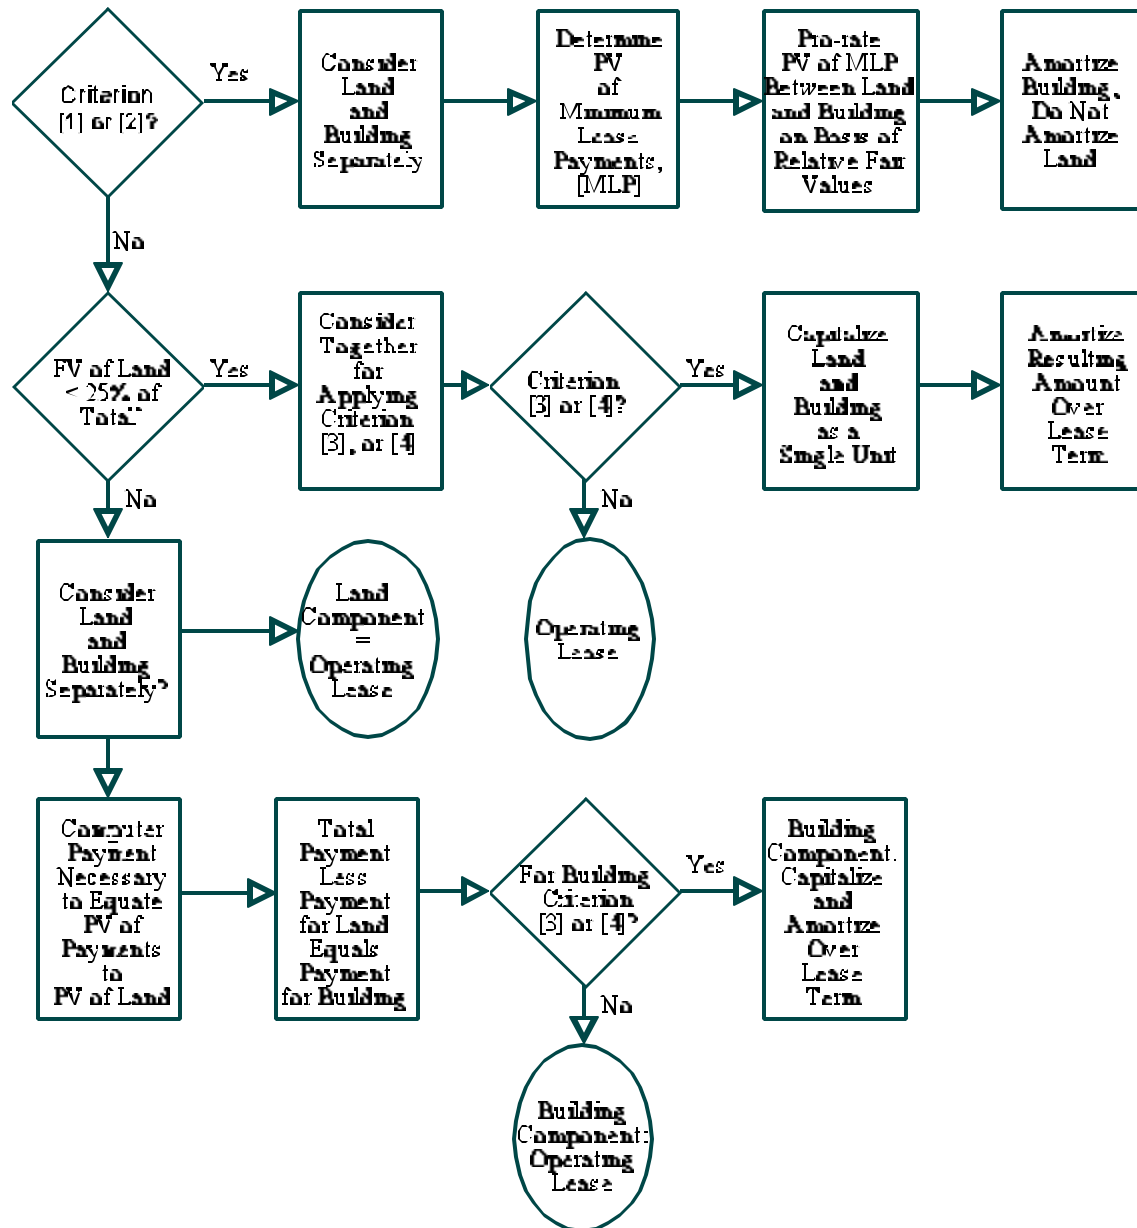 Criterion
[1] or [2]?
Yes
Consider
Land
and
Building
Separately
Determine
PV
of
Minimum
Lease
Payments,
[MLP]
Pro-rate
PV of MLP
Between Land
and Building
on Basis of
Relative Fair
Values
Amortize
Building,
Do Not
Amortize
Land
No
FV of Land
< 25% of
Total?
Yes
Consider
Together
for
Applying
Criterion
[3], or [4]
Criterion
[3] or [4]?
Yes
Capitalize
Land
and
Building
as a
Single Unit
Amortize
Resulting
Amount
Over
Lease
Term
No
No
Consider
Land
and
Building
Separately?
Land
Component
=
Operating
Lease
Operating
Lease
Computer
Payment
Necessary
to Equate
PV of
Payments
to
PV of Land
Total
Payment
Less
Payment
for Land
Equals
Payment
for Building
For Building
Criterion
[3] or [4]?
Yes
Building
Component:
Capitalize
and
Amortize
Over
Lease
Term
No
Building
Component:
Operating
Lease